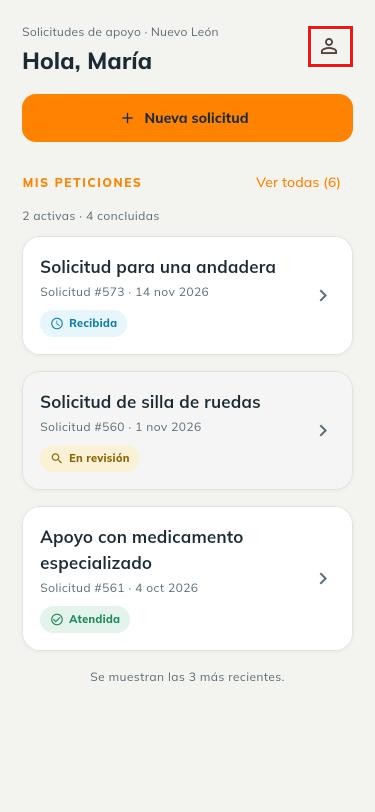 Solicitudes de apoyo · Nuevo León
Hola, María
+ Nueva solicitud
MIS PETICIONES
Ver todas (6)
2 activas · 4 concluidas
Solicitud para una andadera
Solicitud #573 · 14 nov 2026
Recibida
Solicitud de silla de ruedas
Solicitud #560 · 1 nov 2026
En revisión
Apoyo con medicamento
especializado
Solicitud #561 · 4 oct 2026
Atendida
Se muestran las 3 más recientes.